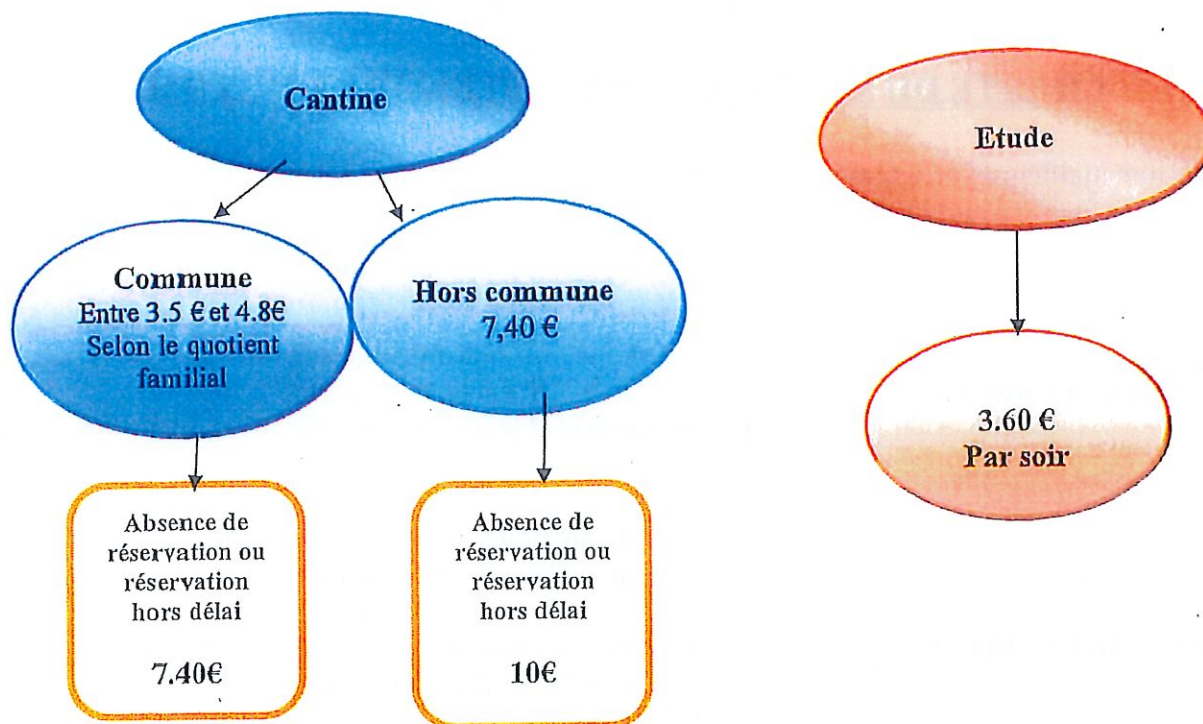 Cantine
Commune
Entre 3.5 € et 4.8€
Selon le quotient
familial
Hors commune
7,40 €
Absence de
réservation ou
réservation
hors délai
7.40€
Absence de
réservation ou
réservation
hors délai
10€
Etude
3.60 €
Par soir